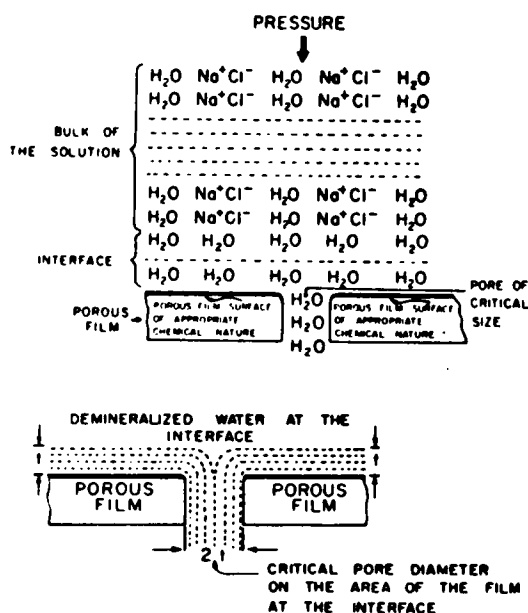 PRESSURE
H₂O Na⁺Cl⁻ H₂O Na⁺Cl⁻ H₂O
H₂O Na⁺Cl⁻ H₂O Na⁺Cl⁻ H₂O
BULK OF
THE SOLUTION
H₂O Na⁺Cl⁻ H₂O Na⁺Cl⁻ H₂O
H₂O Na⁺Cl⁻ H₂O Na⁺Cl⁻ H₂O
H₂O H₂O H₂O H₂O H₂O
INTERFACE
H₂O H₂O H₂O H₂O H₂O
PORE OF
CRITICAL
SIZE
POROUS
FILM
POROUS FILM SURFACE
OF APPROPRIATE
CHEMICAL NATURE
H₂O
H₂O
H₂O
POROUS FILM SURFACE
OF APPROPRIATE
CHEMICAL NATURE
DEMINERALIZED WATER AT THE
INTERFACE
t
t
POROUS
FILM
POROUS
FILM
2 t
CRITICAL PORE DIAMETER
ON THE AREA OF THE FILM
AT THE INTERFACE